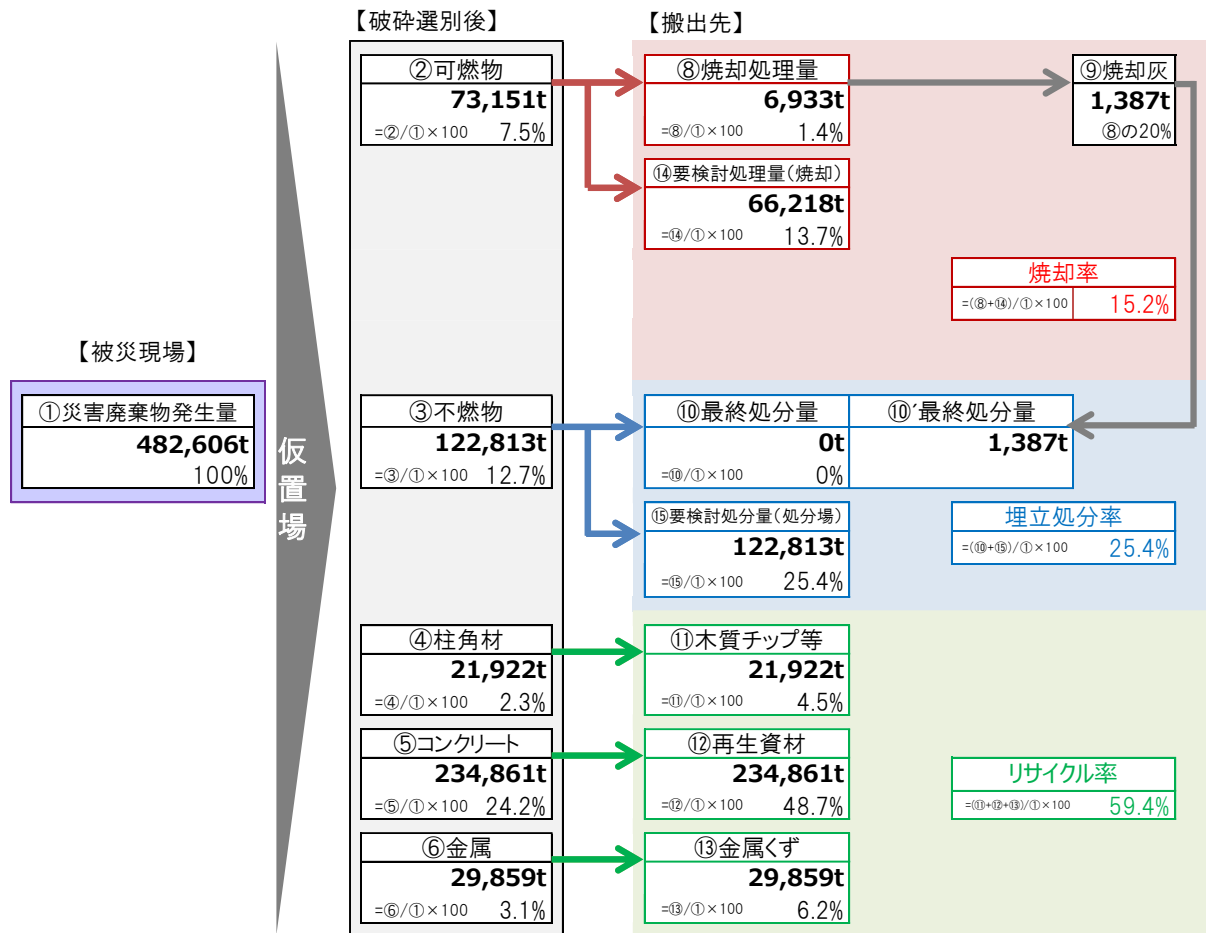 【破砕選別後】
【搬出先】
②可燃物
73,151t
=②/①×100 7.5%
⑧焼却処理量
6,933t
=⑧/①×100 1.4%
⑨焼却灰
1,387t
⑧の20%
⑭要検討処理量(焼却)
66,218t
=⑭/①×100 13.7%
焼却率
=(⑧+⑭)/①×100 15.2%
【被災現場】
①災害廃棄物発生量
482,606t
100%
仮置場
③不燃物
122,813t
=③/①×100 12.7%
⑩最終処分量
0t
=⑩/①×100 0%
⑩´最終処分量
1,387t
⑮要検討処分量(処分場)
122,813t
=⑮/①×100 25.4%
埋立処分率
=(⑩+⑮)/①×100 25.4%
④柱角材
21,922t
=④/①×100 2.3%
⑪木質チップ等
21,922t
=⑪/①×100 4.5%
⑤コンクリート
234,861t
=⑤/①×100 24.2%
⑫再生資材
234,861t
=⑫/①×100 48.7%
リサイクル率
=(⑪+⑫+⑬)/①×100 59.4%
⑥金属
29,859t
=⑥/①×100 3.1%
⑬金属くず
29,859t
=⑬/①×100 6.2%